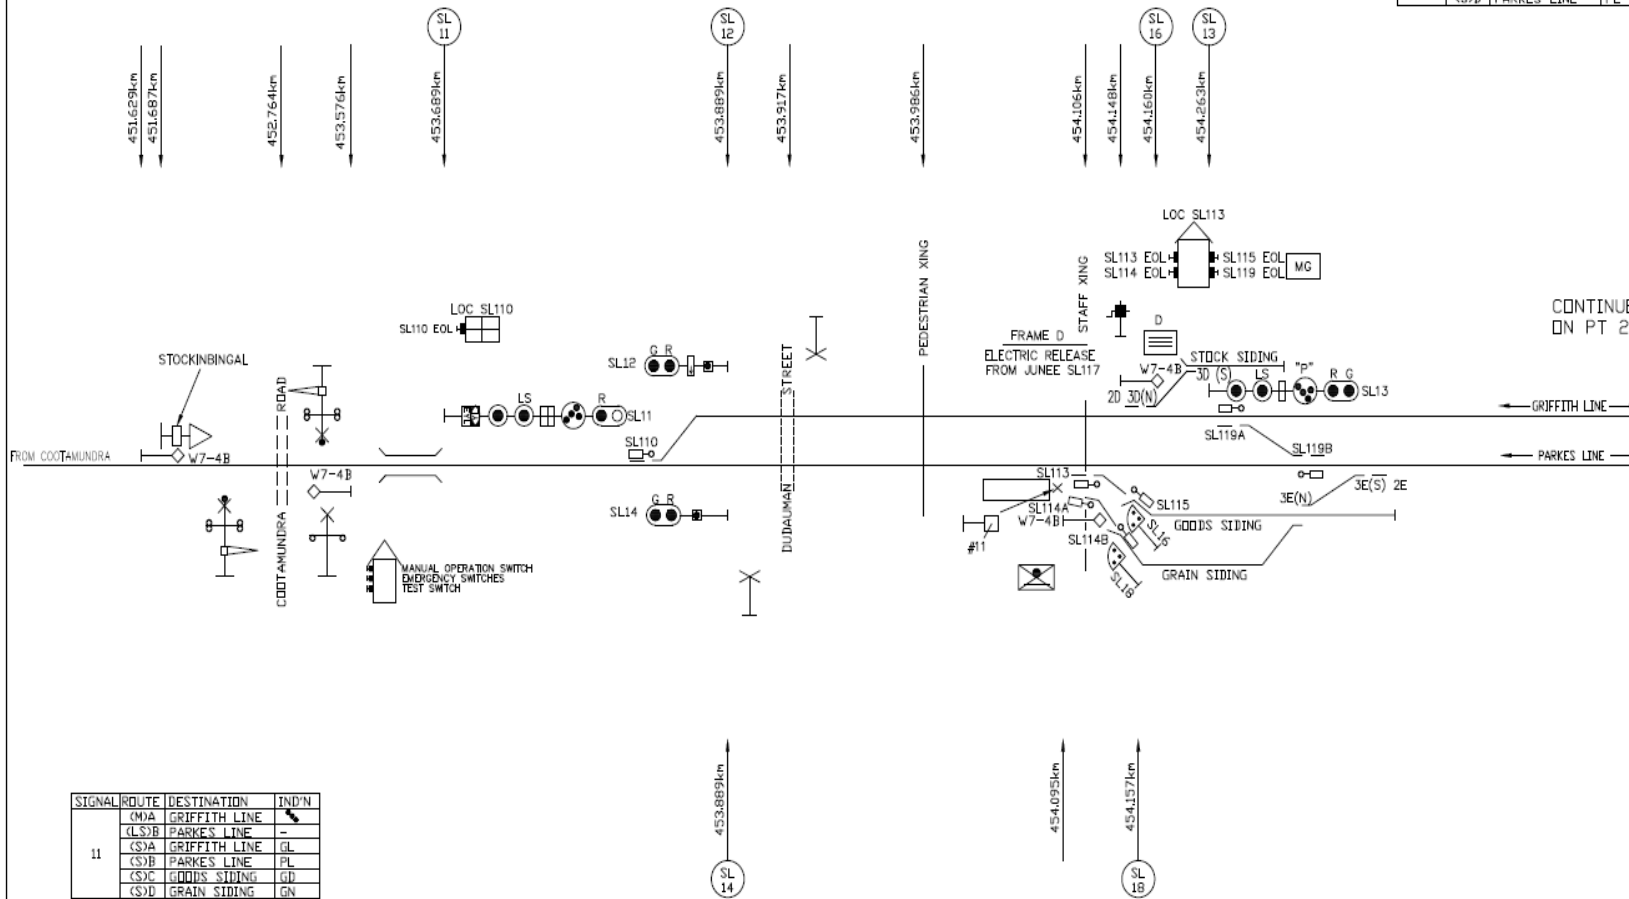 SL 11
SL 12
SL 16
SL 13
451.629km
451.687km
452.764km
453.576km
453.689km
453.889km
453.917km
453.986km
454.106km
454.148km
454.160km
454.263km
LOC SL113
SL113 EOL
SL115 EOL
SL114 EOL
SL119 EOL
MG
CONTINUE
ON PT 2
LOC SL110
SL110 EOL
STOCKINBINGAL
PEDESTRIAN XING
STAFF XING
FRAME D
ELECTRIC RELEASE
FROM JUNEE SL117
D
STOCK SIDING
G R
SL12
W7-4B
3D (S)
LS
"P"
R G
SL13
2D 3D(N)
LS
R
SL11
GRIFFITH LINE
SL110
SL119A
SL119B
FROM COOTAMUNDRA
W7-4B
PARKES LINE
COOTAMUNDRA ROAD
DUDAUMAN STREET
W7-4B
SL113
3E(S) 2E
3E(N)
G R
SL14
SL114A
SL115
W7-4B
#11
SL16
GOODS SIDING
SL114B
SL18
GRAIN SIDING
MANUAL OPERATION SWITCH
EMERGENCY SWITCHES
TEST SWITCH
453.889km
454.095km
454.157km
SL 14
SL 18
SIGNAL ROUTE DESTINATION IND'N
11
(M)A GRIFFITH LINE
(LS)B PARKES LINE -
(S)A GRIFFITH LINE GL
(S)B PARKES LINE PL
(S)C GOODS SIDING GD
(S)D GRAIN SIDING GN